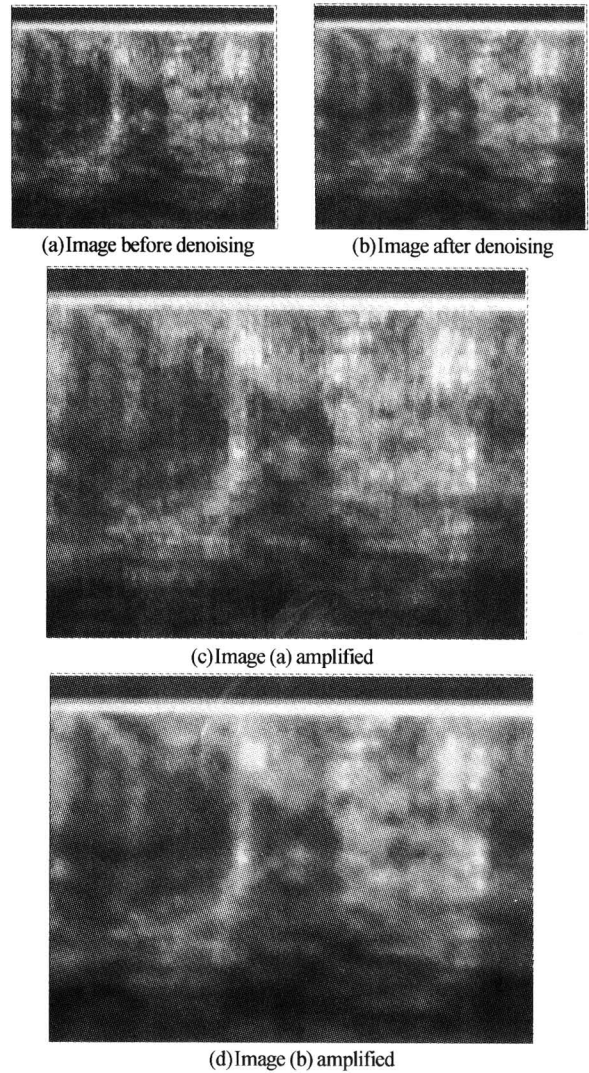 (a)Image before denoising
(b)Image after denoising
(c)Image (a) amplified
(d)Image (b) amplified